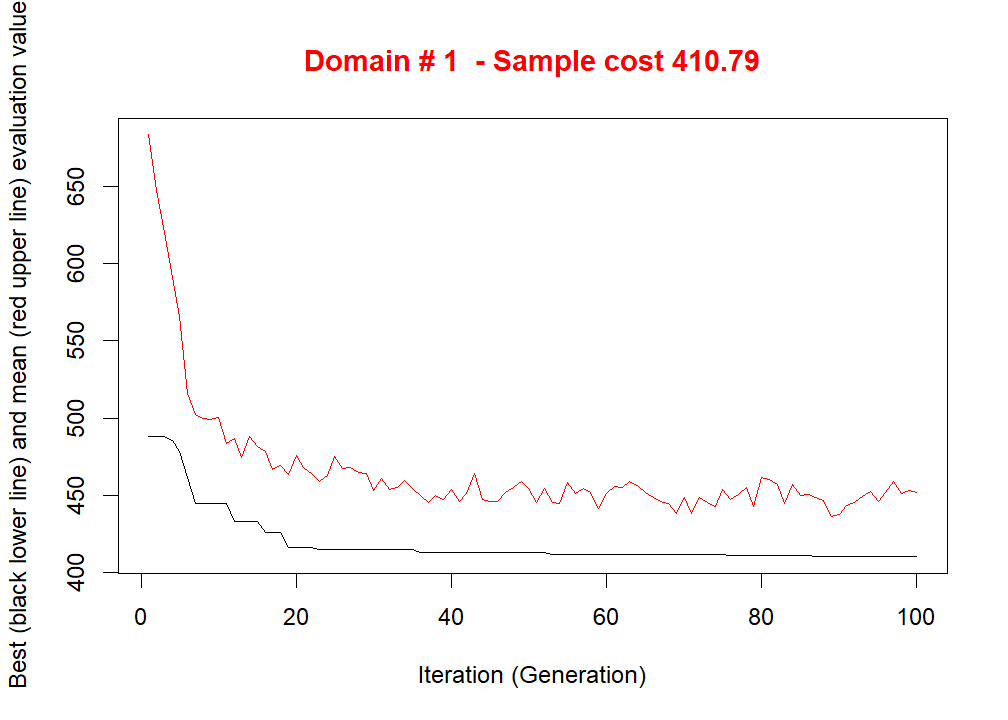 Domain # 1  - Sample cost 410.79
Best (black lower line) and mean (red upper line) evaluation value
650
600
550
500
450
400
0 20 40 60 80 100
Iteration (Generation)